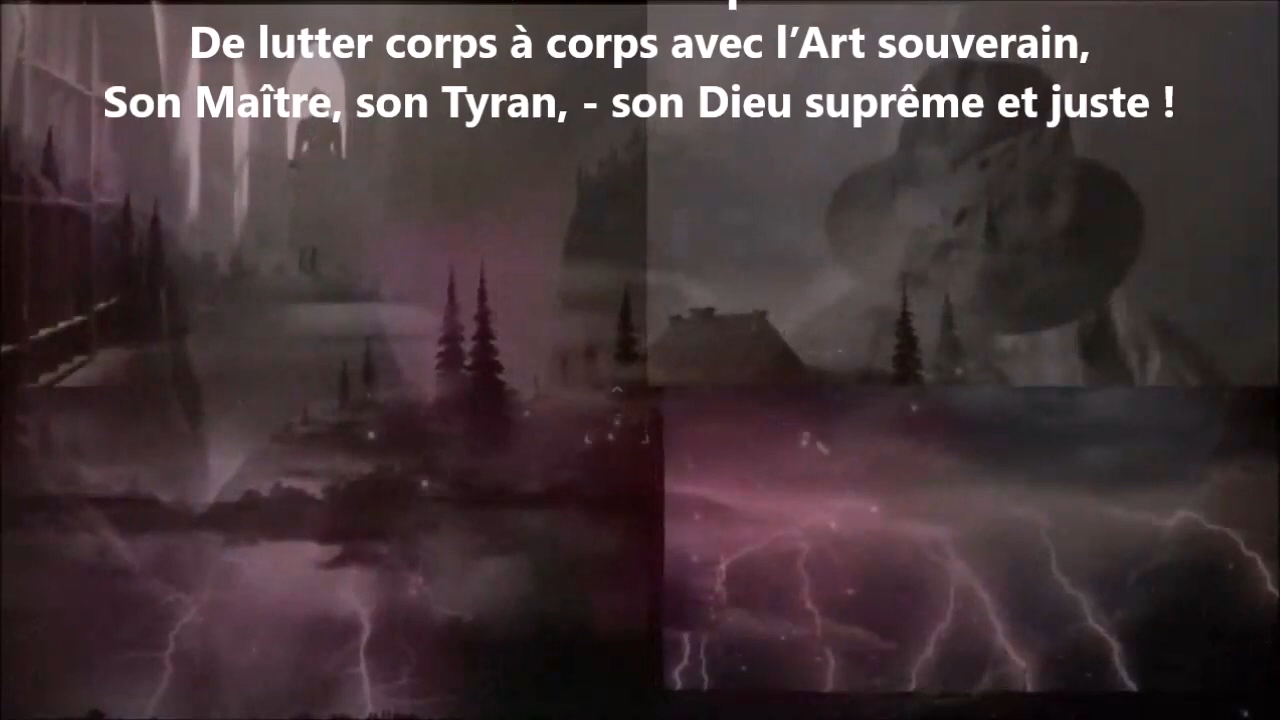 De lutter corps à corps avec l’Art souverain,
Son Maître, son Tyran, - son Dieu suprême et juste !